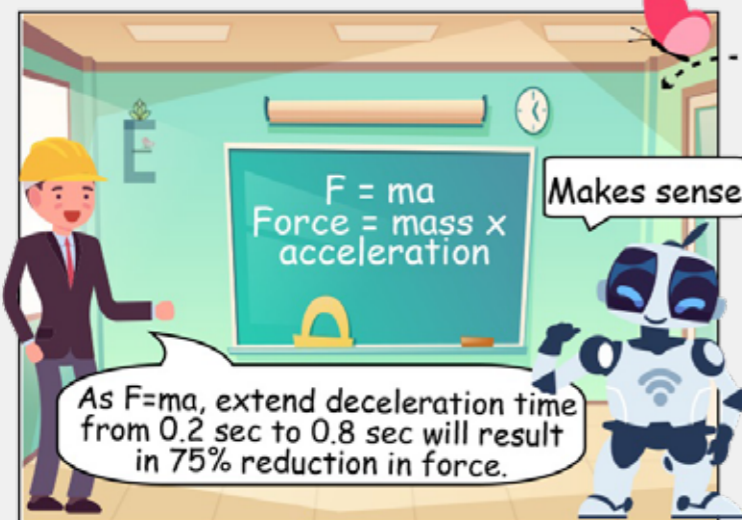 F = ma
Force = mass x
acceleration
Makes sense
As F=ma, extend deceleration time
from 0.2 sec to 0.8 sec will result
in 75% reduction in force.